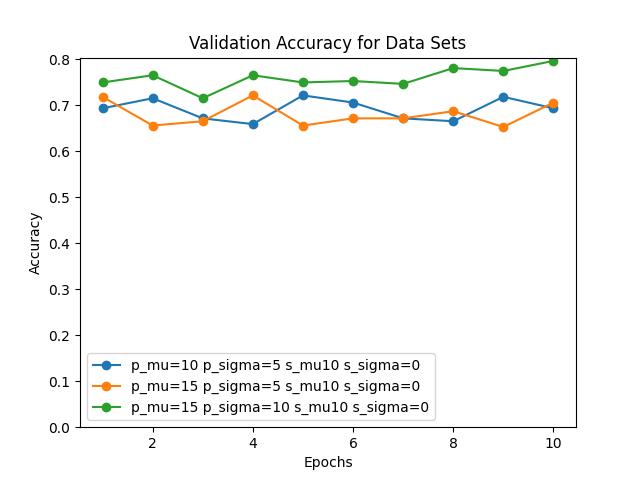 Validation Accuracy for Data Sets
Accuracy
0.8
0.7
0.6
0.5
0.4
0.3
0.2
0.1
0.0
p_mu=10 p_sigma=5 s_mu10 s_sigma=0
p_mu=15 p_sigma=5 s_mu10 s_sigma=0
p_mu=15 p_sigma=10 s_mu10 s_sigma=0
2 4 6 8 10
Epochs